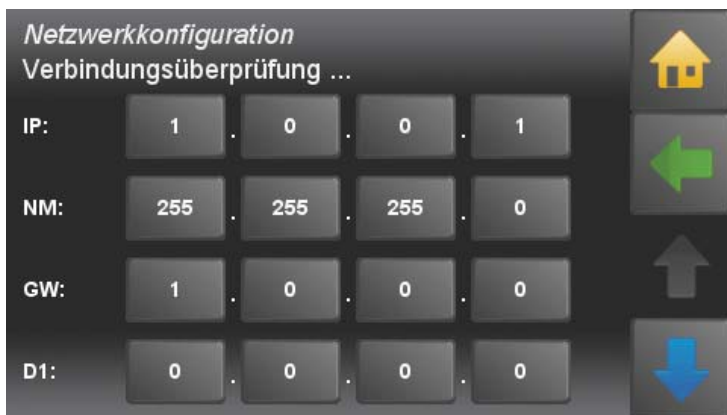 Netzwerkkonfiguration
Verbindungsüberprüfung ...
IP: 1 . 0 . 0 . 1
NM: 255 . 255 . 255 . 0
GW: 1 . 0 . 0 . 0
D1: 0 . 0 . 0 . 0